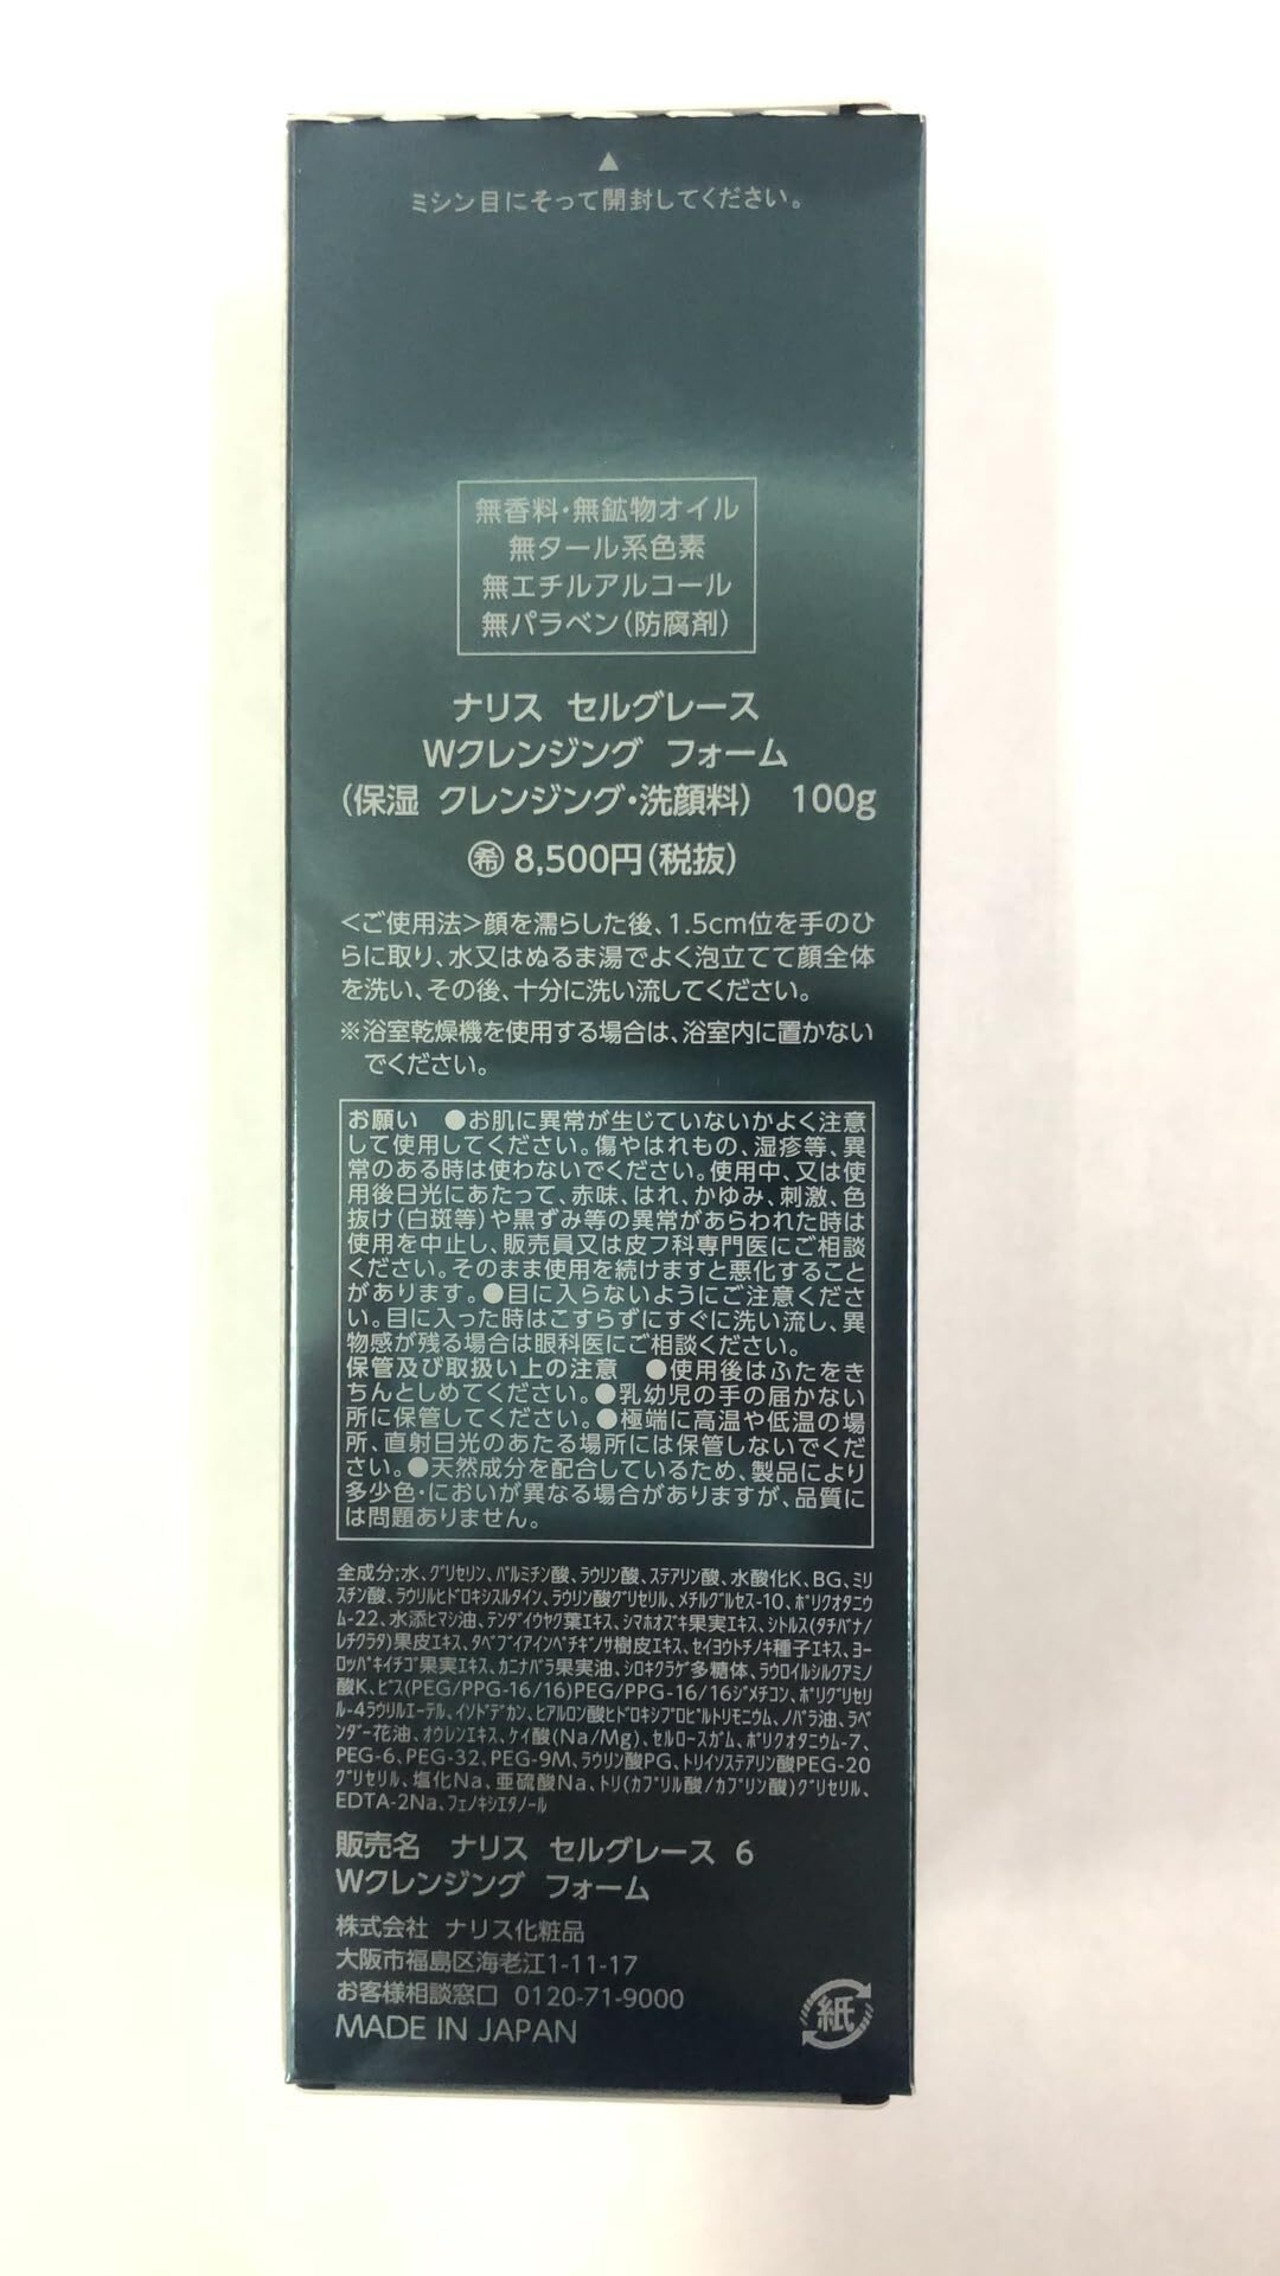 ミシン目にそって開封してください。
無香料・無鉱物オイル
無タール系色素
無エチルアルコール
無パラベン(防腐剤)
ナリス セルグレース
Wクレンジング フォーム
(保湿 クレンジング・洗顔料) 100g
㊒ 8,500円(税抜)
<ご使用法>顔を濡らした後、1.5cm位を手のひ
らに取り、水又はぬるま湯でよく泡立てて顔全体
を洗い、その後、十分に洗い流してください。
※浴室乾燥機を使用する場合は、浴室内に置かない
でください。
お願い ●お肌に異常が生じていないかよく注意
して使用してください。傷やはれもの、湿疹等、異
常のある時は使わないでください。使用中、又は使
用後日光にあたって、赤味、はれ、かゆみ、刺激、色
抜け(白斑等)や黒ずみ等の異常があらわれた時は
使用を中止し、販売員又は皮フ科専門医にご相談
ください。そのまま使用を続けますと悪化すること
があります。●目に入らないようにご注意くださ
い。目に入った時はこすらずにすぐに洗い流し、異
物感が残る場合は眼科医にご相談ください。
保管及び取扱い上の注意 ●使用後はふたをき
ちんとしめてください。●乳幼児の手の届かない
所に保管してください。●極端に高温や低温の場
所、直射日光のあたる場所には保管しないでくだ
さい。●天然成分を配合しているため、製品により
多少色・においが異なる場合がありますが、品質に
は問題ありません。
全成分;水、グリセリン、パルミチン酸、ラウリン酸、ステアリン酸、水酸化K、BG、ミリ
スチン酸、ラウリルヒドロキシスルタイン、ラウリン酸グリセリル、メチルグルセス-10、ポリクオタニウ
ム-22、水添ヒマシ油、テンダイウヤク葉エキス、シマホオズキ果実エキス、シトルス(タチバナ/
レチクラタ)果皮エキス、タベブイアインペチギノサ樹皮エキス、セイヨウトチノキ種子エキス、ヨー
ロッパキイチゴ果実エキス、カニナバラ果実油、シロキクラゲ多糖体、ラウロイルシルクアミノ
酸K、ビス(PEG/PPG-16/16)PEG/PPG-16/16ジメチコン、ポリグリセリ
ル-4ラウリルエーテル、イソドデカン、ヒアルロン酸ヒドロキシプロピルトリモニウム、ノバラ油、ラベ
ンダー花油、オウレンエキス、ケイ酸(Na/Mg)、セルロースガム、ポリクオタニウム-7、
PEG-6、PEG-32、PEG-9M、ラウリン酸PG、トリイソステアリン酸PEG-20
グリセリル、塩化Na、亜硫酸Na、トリ(カプリル酸/カプリン酸)グリセリル、
EDTA-2Na、フェノキシエタノール
販売名 ナリス セルグレース 6
Wクレンジング フォーム
株式会社 ナリス化粧品
大阪市福島区海老江1-11-17
お客様相談窓口 0120-71-9000
MADE IN JAPAN
紙